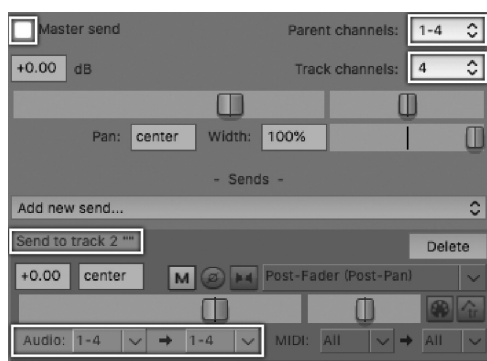 Master send Parent channels: 1-4
+0.00 dB Track channels: 4
Pan: center Width: 100%
- Sends -
Add new send...
Send to track 2 ""
Delete
+0.00 center M Post-Fader (Post-Pan)
Audio: 1-4 → 1-4 MIDI: All → All